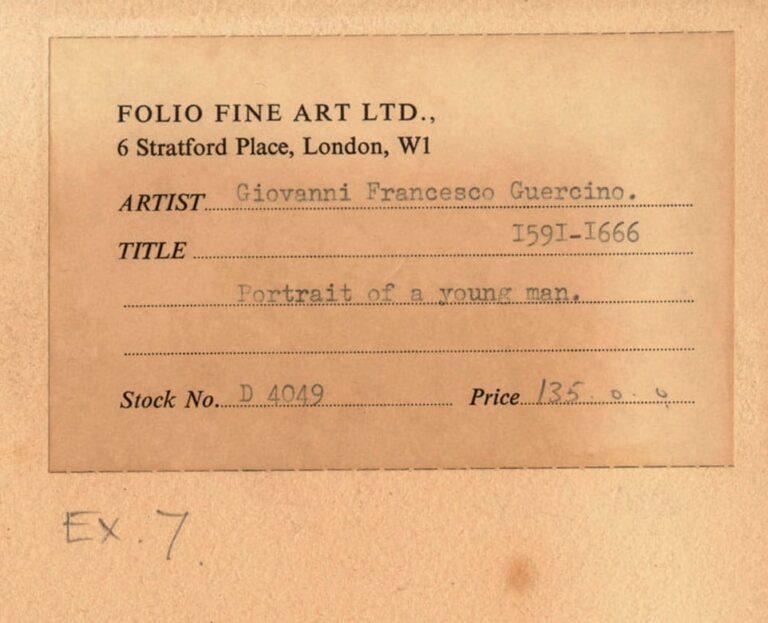 FOLIO FINE ART LTD.,
6 Stratford Place, London, W1
ARTIST Giovanni Francesco Guercino.
I59I-I666
TITLE
Portrait of a young man.
Stock No. D 4049 Price 135. 0. 0
Ex. 7.